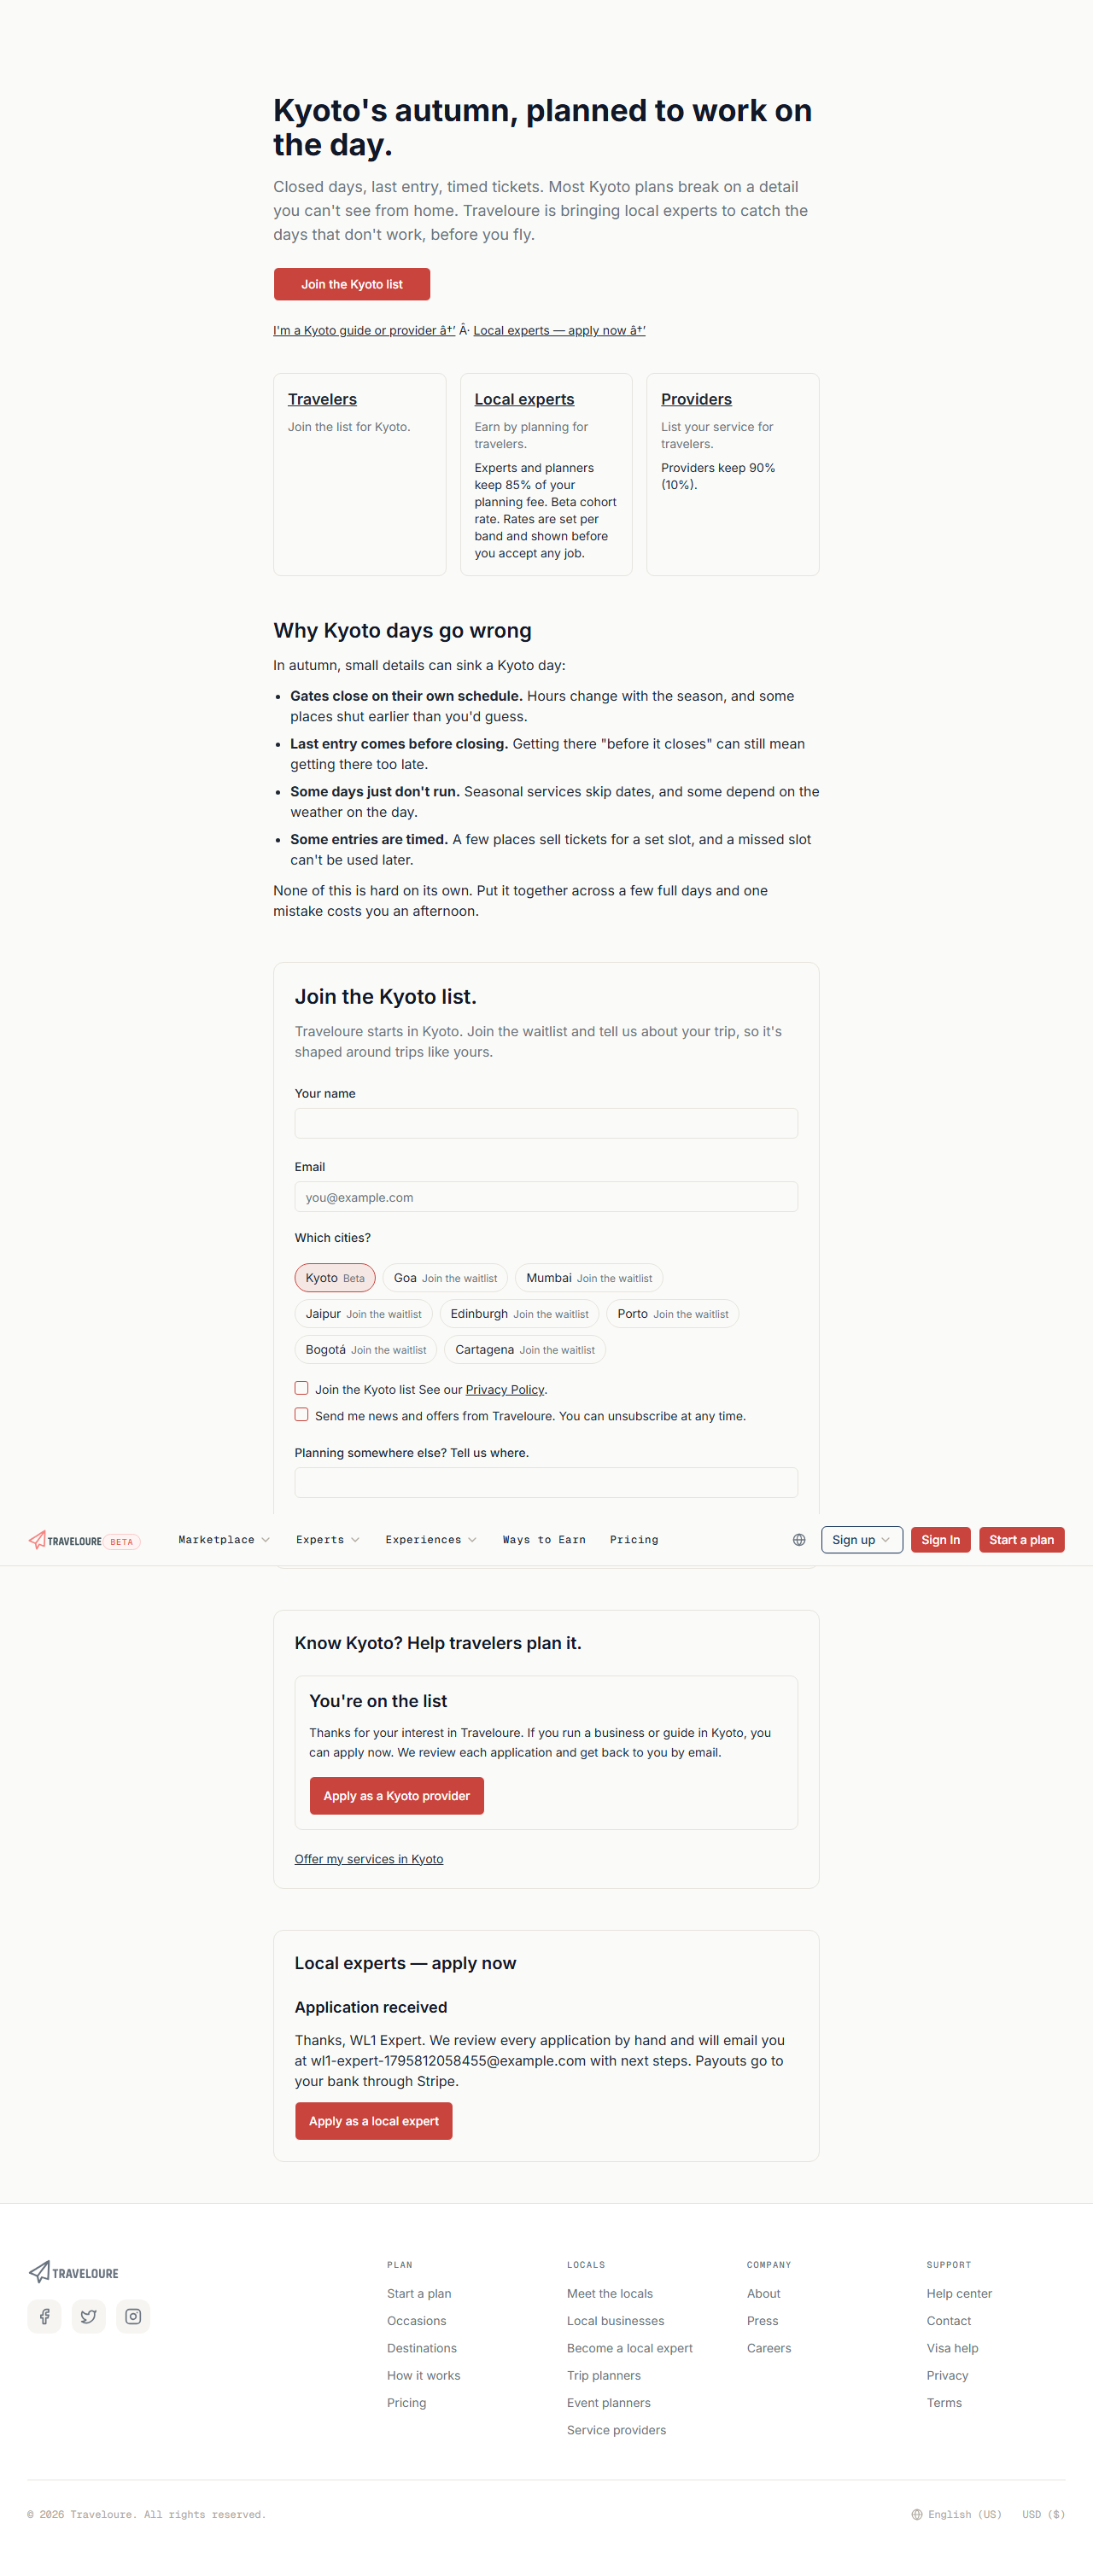 Kyoto's autumn, planned to work on
the day.
Closed days, last entry, timed tickets. Most Kyoto plans break on a detail
you can't see from home. Traveloure is bringing local experts to catch the
days that don't work, before you fly.
Join the Kyoto list
I'm a Kyoto guide or provider â†' Â· Local experts — apply now â†'
Travelers
Join the list for Kyoto.
Local experts
Earn by planning for
travelers.
Experts and planners
keep 85% of your
planning fee. Beta cohort
rate. Rates are set per
band and shown before
you accept any job.
Providers
List your service for
travelers.
Providers keep 90%
(10%).
Why Kyoto days go wrong
In autumn, small details can sink a Kyoto day:
• Gates close on their own schedule. Hours change with the season, and some
places shut earlier than you'd guess.
• Last entry comes before closing. Getting there "before it closes" can still mean
getting there too late.
• Some days just don't run. Seasonal services skip dates, and some depend on the
weather on the day.
• Some entries are timed. A few places sell tickets for a set slot, and a missed slot
can't be used later.
None of this is hard on its own. Put it together across a few full days and one
mistake costs you an afternoon.
Join the Kyoto list.
Traveloure starts in Kyoto. Join the waitlist and tell us about your trip, so it's
shaped around trips like yours.
Your name
Email
you@example.com
Which cities?
Kyoto Beta Goa Join the waitlist Mumbai Join the waitlist
Jaipur Join the waitlist Edinburgh Join the waitlist Porto Join the waitlist
Bogotá Join the waitlist Cartagena Join the waitlist
Join the Kyoto list See our Privacy Policy.
Send me news and offers from Traveloure. You can unsubscribe at any time.
Planning somewhere else? Tell us where.
TRAVELOURE BETA Marketplace Experts Experiences Ways to Earn Pricing Sign up Sign In Start a plan
Know Kyoto? Help travelers plan it.
You're on the list
Thanks for your interest in Traveloure. If you run a business or guide in Kyoto, you
can apply now. We review each application and get back to you by email.
Apply as a Kyoto provider
Offer my services in Kyoto
Local experts — apply now
Application received
Thanks, WL1 Expert. We review every application by hand and will email you
at wl1-expert-1795812058455@example.com with next steps. Payouts go to
your bank through Stripe.
Apply as a local expert
TRAVELOURE
PLAN
Start a plan
Occasions
Destinations
How it works
Pricing
LOCALS
Meet the locals
Local businesses
Become a local expert
Trip planners
Event planners
Service providers
COMPANY
About
Press
Careers
SUPPORT
Help center
Contact
Visa help
Privacy
Terms
© 2026 Traveloure. All rights reserved.
English (US) USD ($)